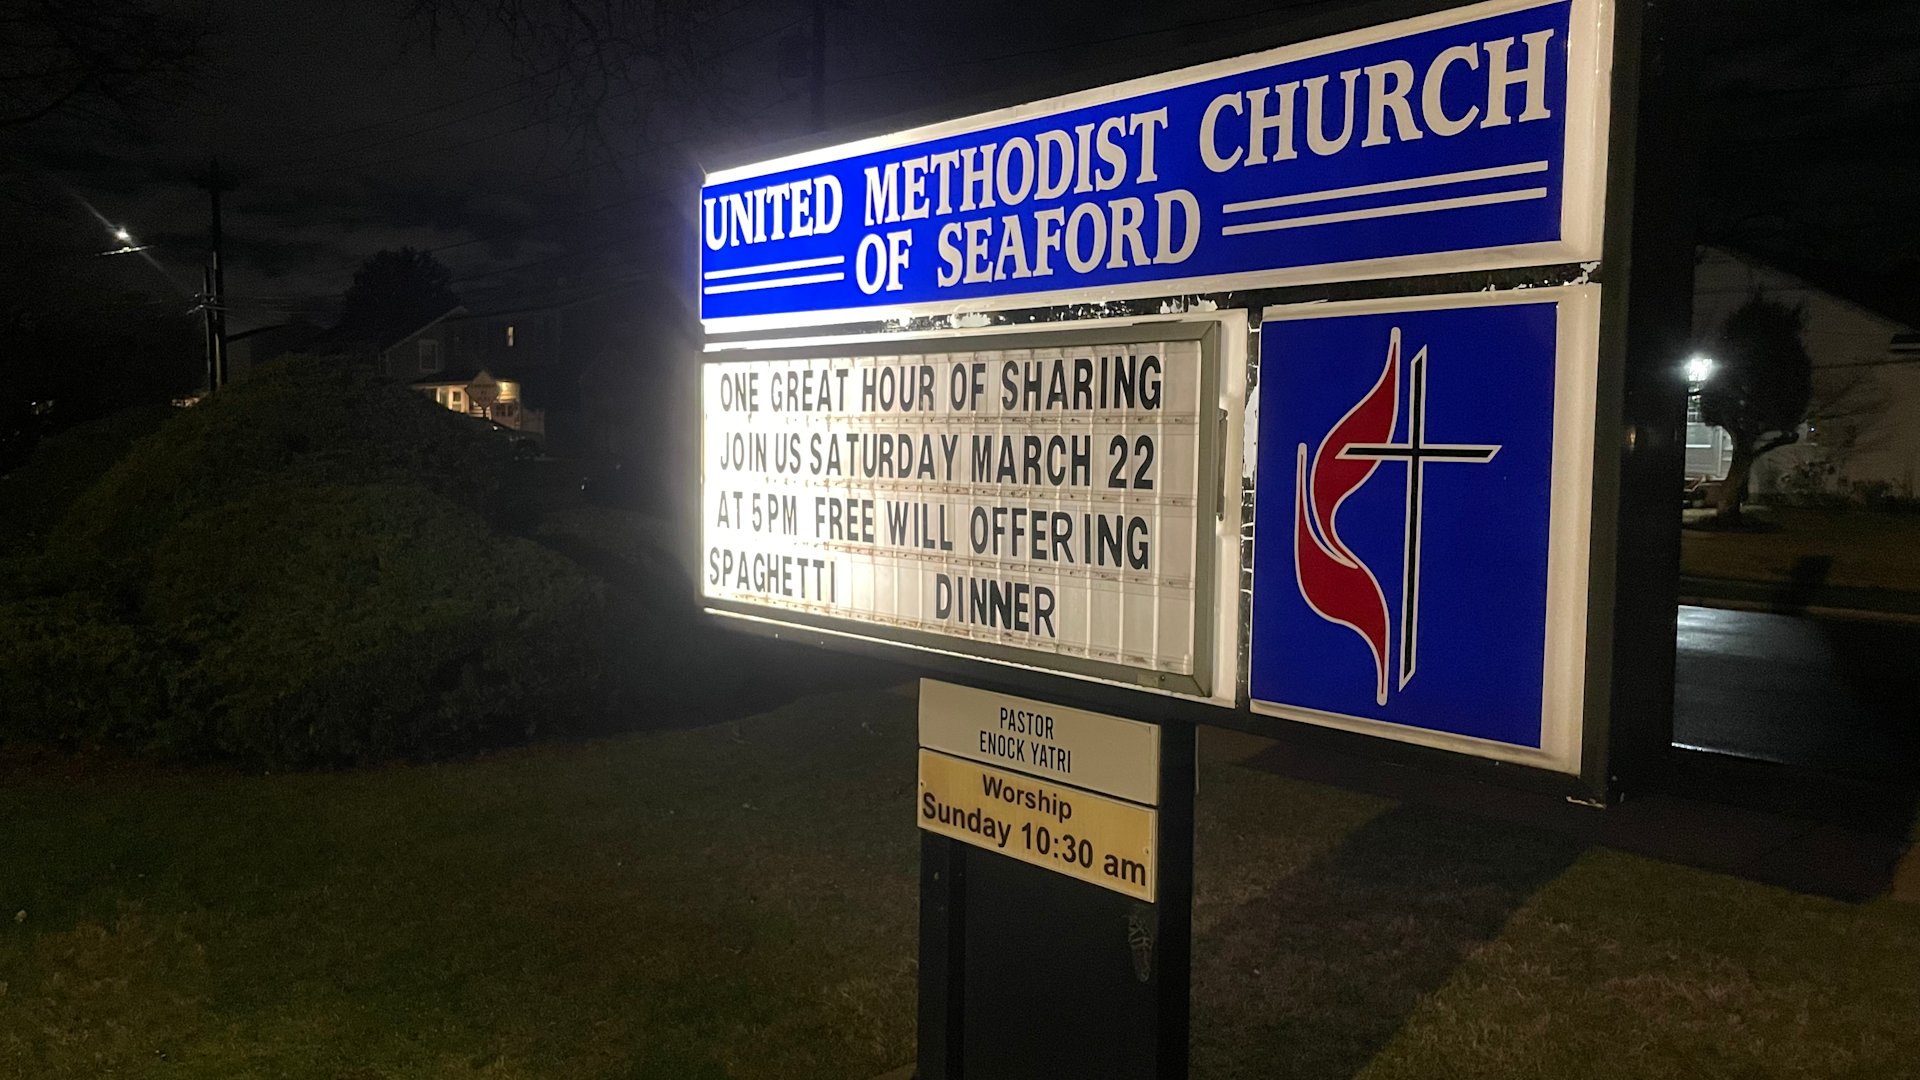 UNITED METHODIST CHURCH
OF SEAFORD
ONE GREAT HOUR OF SHARING
JOIN US SATURDAY MARCH 22
AT 5PM FREE WILL OFFERING
SPAGHETTI DINNER
PASTOR
ENOCK YATRI
Worship
Sunday 10:30 am